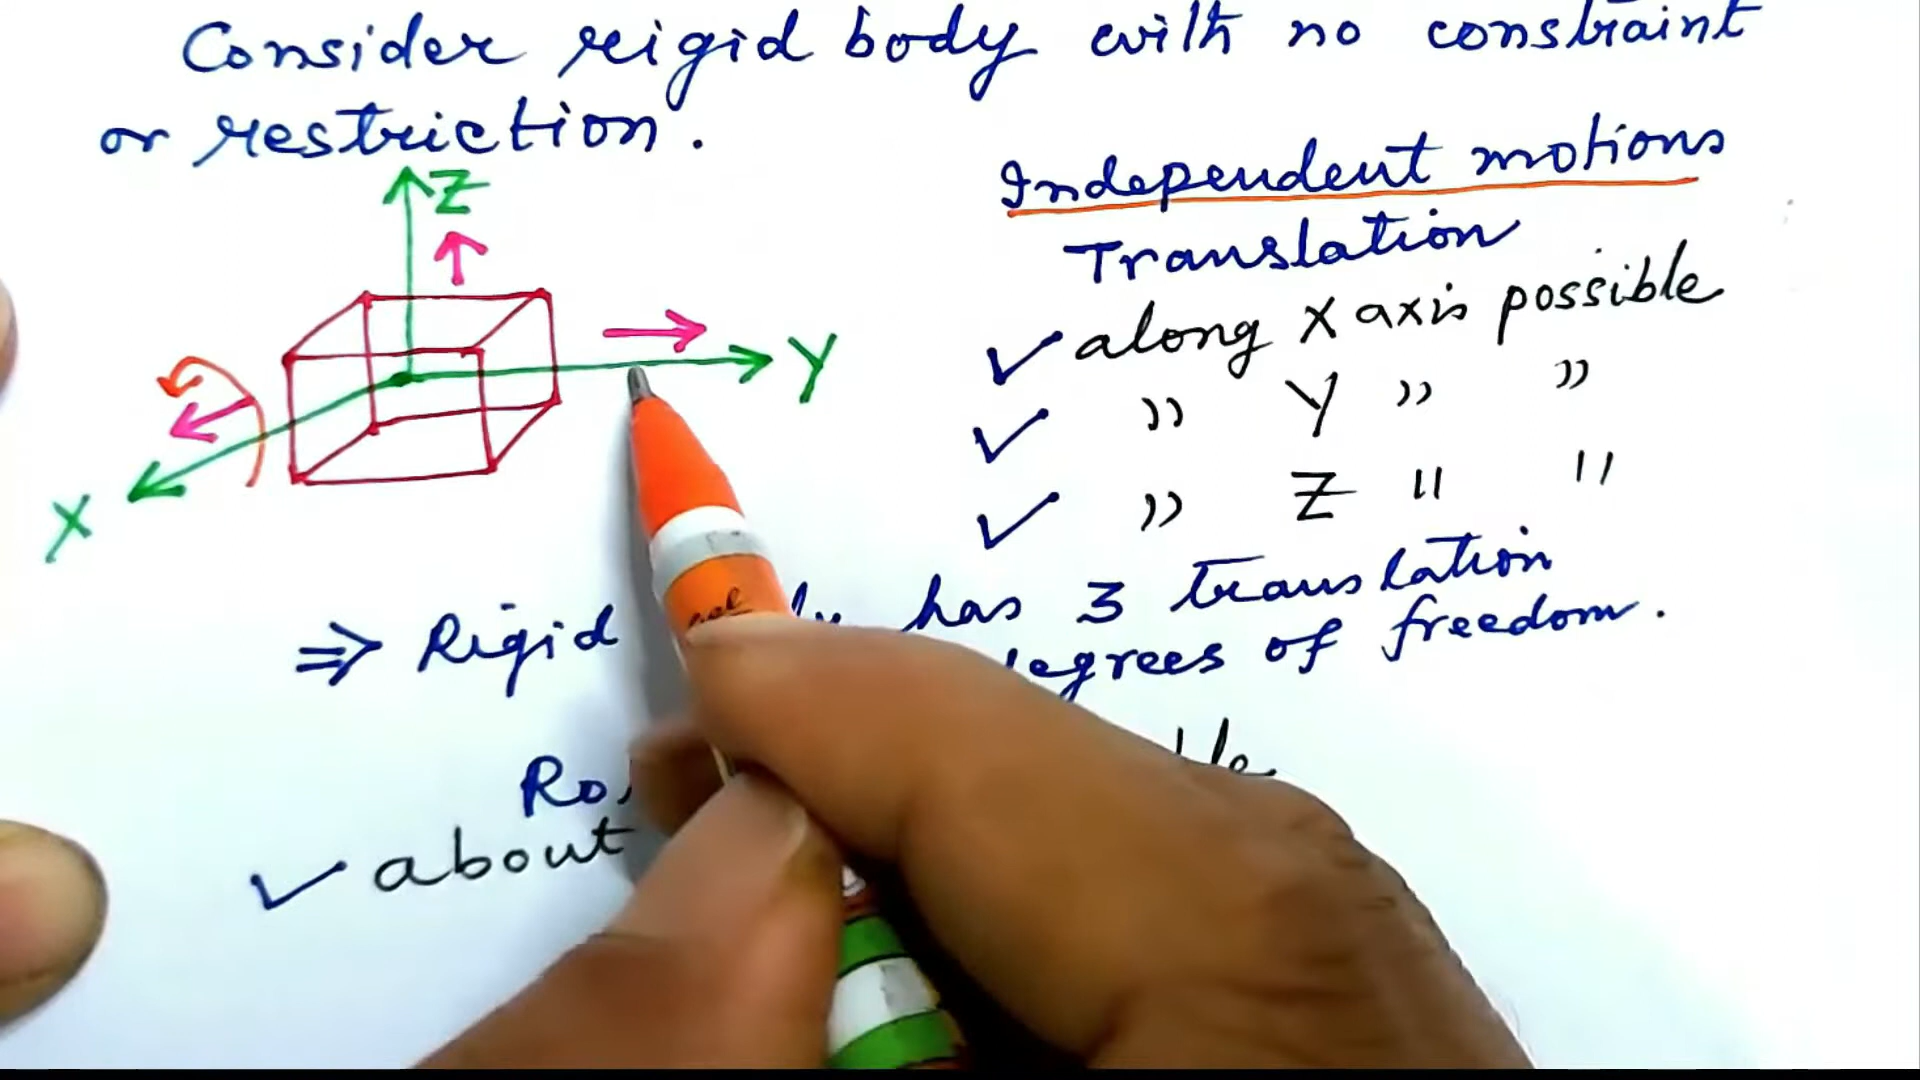 Consider rigid body with no constraint
or restriction.
Independent motions
Translation
Z
✓ along X axis possible
Y
✓ " Y " "
X
✓ " Z " "
⇒ Rigid has 3 translation
degrees of freedom.
✓ about